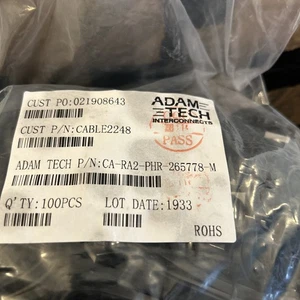 CUST PO:021908643
ADAM
TECH
INTERCONNECTS
CUST P/N:CABLE2248
PASS
ADAM TECH P/N:CA-RA2-PHR-265778-M
Q'TY:100PCS
LOT DATE:1933
ROHS